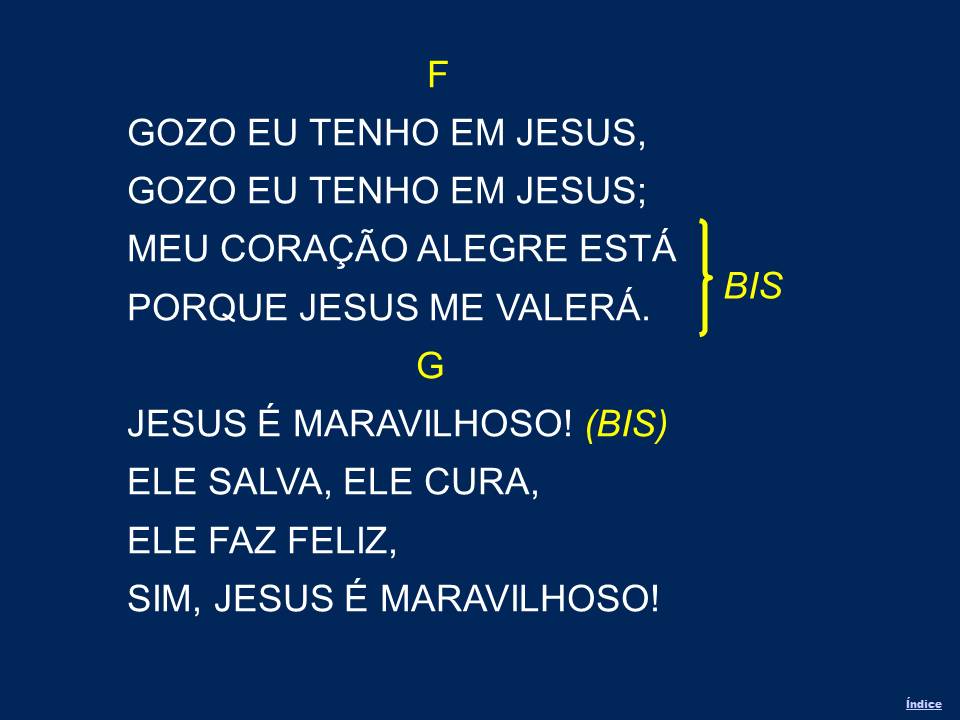 F
GOZO EU TENHO EM JESUS,
GOZO EU TENHO EM JESUS;
MEU CORAÇÃO ALEGRE ESTÁ
PORQUE JESUS ME VALERÁ.
BIS
G
JESUS É MARAVILHOSO! (BIS)
ELE SALVA, ELE CURA,
ELE FAZ FELIZ,
SIM, JESUS É MARAVILHOSO!
Índice